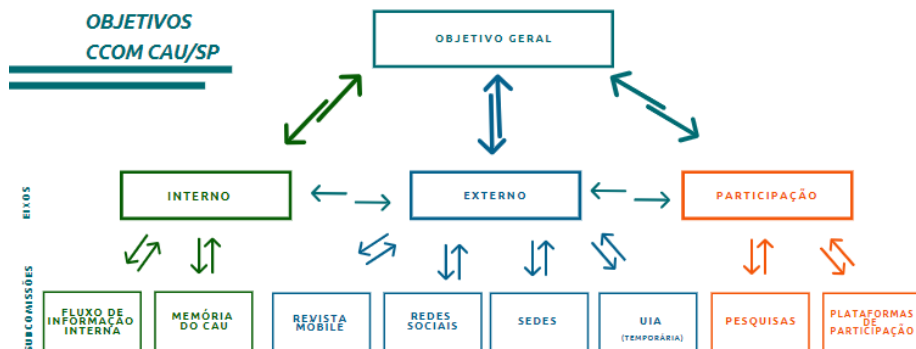 OBJETIVOS
CCOM CAU/SP
OBJETIVO GERAL
EIXOS
INTERNO
EXTERNO
PARTICIPAÇÃO
SUBCOMISSÕES
FLUXO DE
INFORMAÇÃO
INTERNA
MEMÓRIA
DO CAU
REVISTA
MOBILE
REDES
SOCIAIS
SEDES
UIA
(TEMPORÁRIA)
PESQUISAS
PLATAFORMAS
DE
PARTICIPAÇÃO